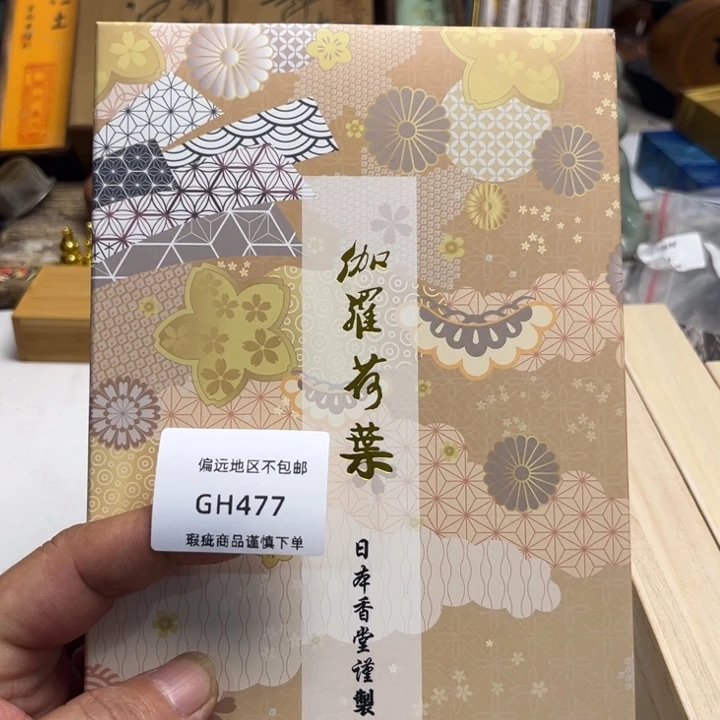 伽羅荷葉
日本香堂謹製
偏远地区不包邮
GH477
瑕疵商品谨慎下单